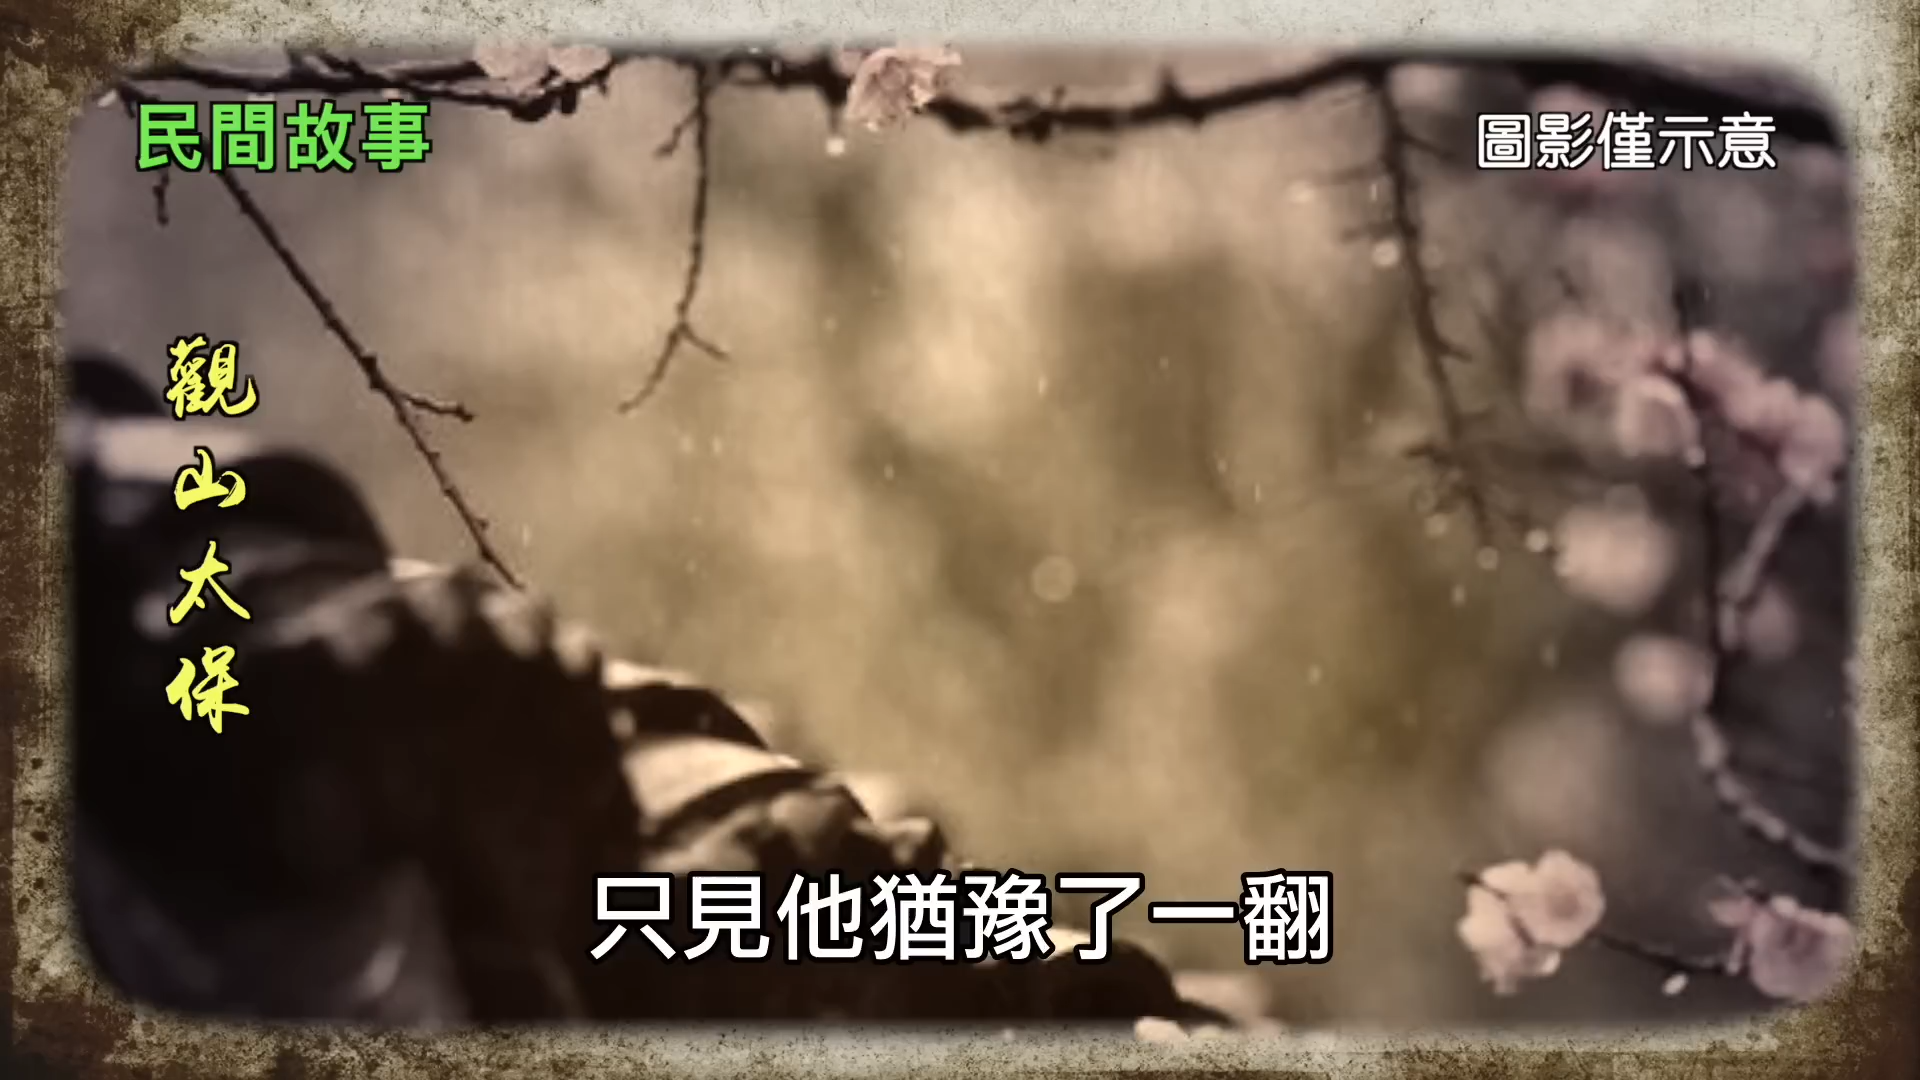 民間故事
圖影僅示意
觀山太保
只見他猶豫了一翻